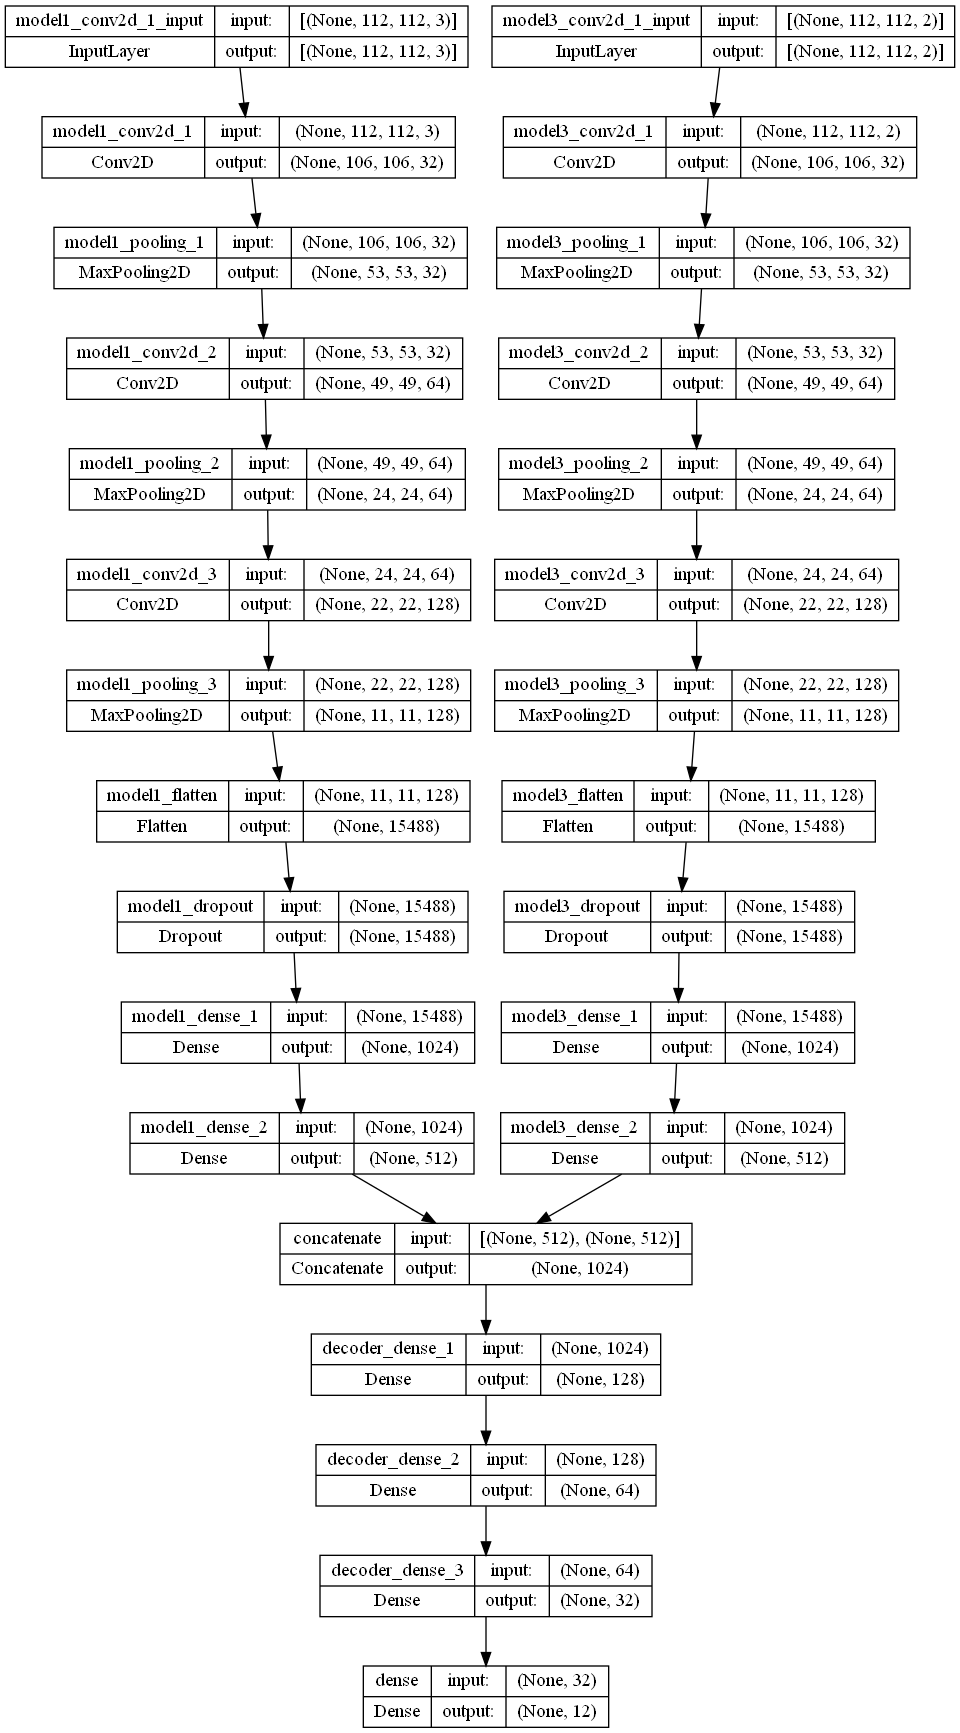 model1_conv2d_1_input input: [(None, 112, 112, 3)]
InputLayer output: [(None, 112, 112, 3)]
model3_conv2d_1_input input: [(None, 112, 112, 2)]
InputLayer output: [(None, 112, 112, 2)]
model1_conv2d_1 input: (None, 112, 112, 3)
Conv2D output: (None, 106, 106, 32)
model3_conv2d_1 input: (None, 112, 112, 2)
Conv2D output: (None, 106, 106, 32)
model1_pooling_1 input: (None, 106, 106, 32)
MaxPooling2D output: (None, 53, 53, 32)
model3_pooling_1 input: (None, 106, 106, 32)
MaxPooling2D output: (None, 53, 53, 32)
model1_conv2d_2 input: (None, 53, 53, 32)
Conv2D output: (None, 49, 49, 64)
model3_conv2d_2 input: (None, 53, 53, 32)
Conv2D output: (None, 49, 49, 64)
model1_pooling_2 input: (None, 49, 49, 64)
MaxPooling2D output: (None, 24, 24, 64)
model3_pooling_2 input: (None, 49, 49, 64)
MaxPooling2D output: (None, 24, 24, 64)
model1_conv2d_3 input: (None, 24, 24, 64)
Conv2D output: (None, 22, 22, 128)
model3_conv2d_3 input: (None, 24, 24, 64)
Conv2D output: (None, 22, 22, 128)
model1_pooling_3 input: (None, 22, 22, 128)
MaxPooling2D output: (None, 11, 11, 128)
model3_pooling_3 input: (None, 22, 22, 128)
MaxPooling2D output: (None, 11, 11, 128)
model1_flatten input: (None, 11, 11, 128)
Flatten output: (None, 15488)
model3_flatten input: (None, 11, 11, 128)
Flatten output: (None, 15488)
model1_dropout input: (None, 15488)
Dropout output: (None, 15488)
model3_dropout input: (None, 15488)
Dropout output: (None, 15488)
model1_dense_1 input: (None, 15488)
Dense output: (None, 1024)
model3_dense_1 input: (None, 15488)
Dense output: (None, 1024)
model1_dense_2 input: (None, 1024)
Dense output: (None, 512)
model3_dense_2 input: (None, 1024)
Dense output: (None, 512)
concatenate input: [(None, 512), (None, 512)]
Concatenate output: (None, 1024)
decoder_dense_1 input: (None, 1024)
Dense output: (None, 128)
decoder_dense_2 input: (None, 128)
Dense output: (None, 64)
decoder_dense_3 input: (None, 64)
Dense output: (None, 32)
dense input: (None, 32)
Dense output: (None, 12)